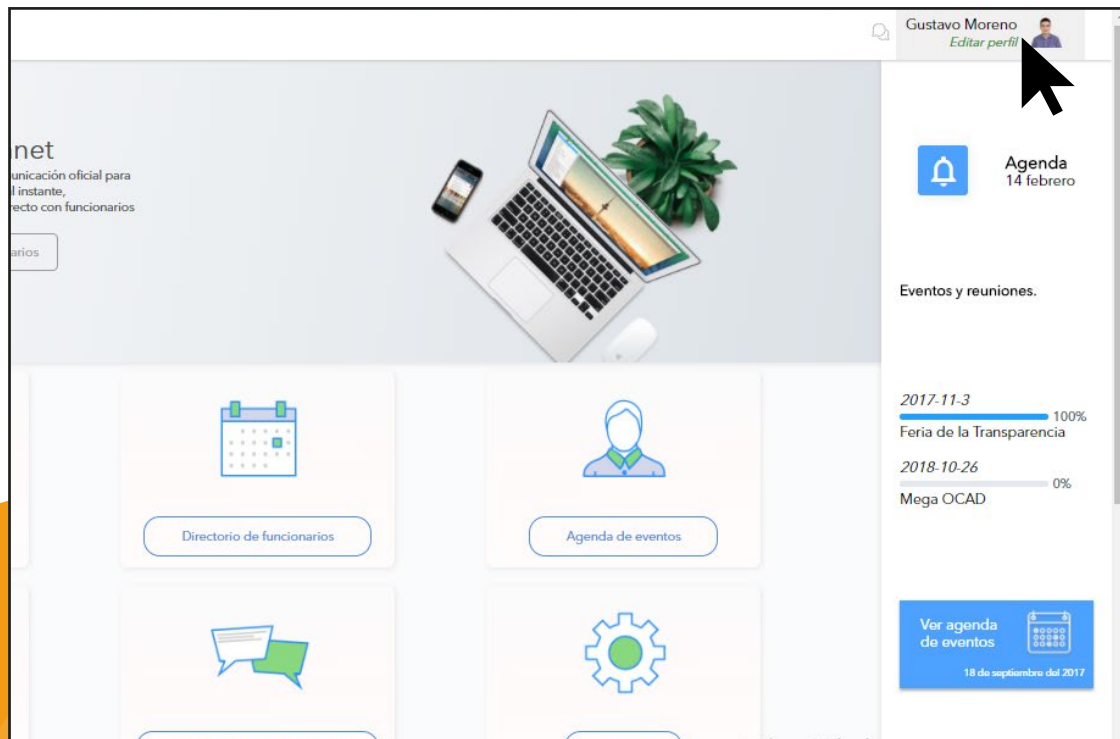 Gustavo Moreno
Editar perfil
net
unicación oficial para
l instante,
recto con funcionarios
arios
Agenda
14 febrero
Eventos y reuniones.
2017-11-3
100%
Feria de la Transparencia
2018-10-26
0%
Mega OCAD
Directorio de funcionarios
Agenda de eventos
Ver agenda
de eventos
18 de septiembre del 2017